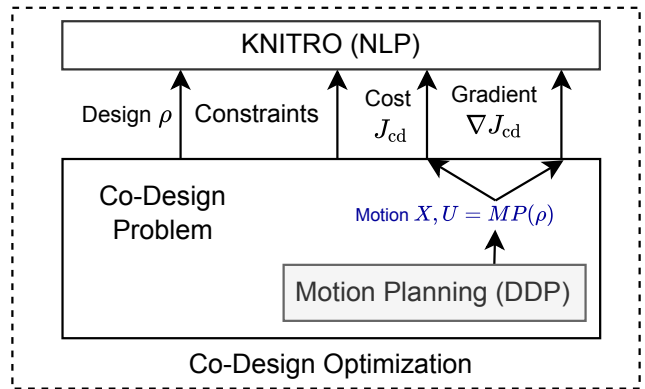 KNITRO (NLP)
Design ρ
Constraints
Cost
J_cd
Gradient
∇J_cd
Co-Design
Problem
Motion X, U = MP(ρ)
Motion Planning (DDP)
Co-Design Optimization